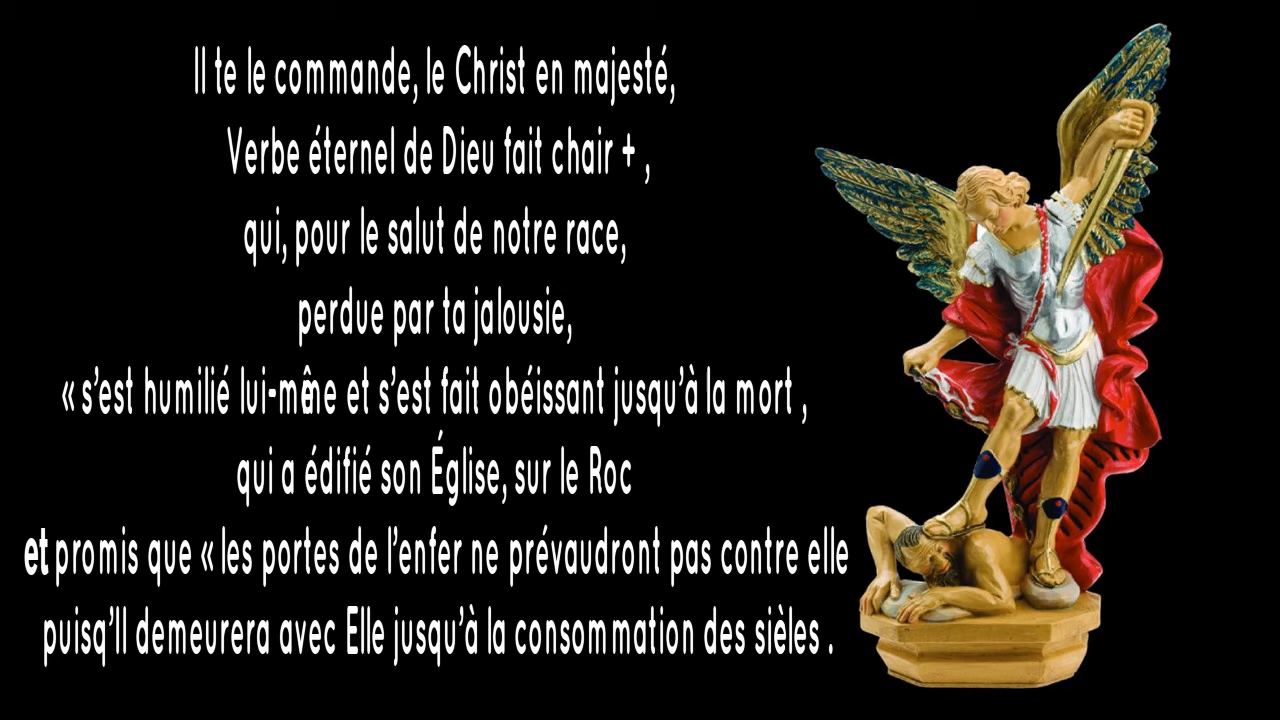 Il te le commande, le Christ en majesté,
Verbe éternel de Dieu fait chair + ,
qui, pour le salut de notre race,
perdue par ta jalousie,
« s’est humilié lui-même et s’est fait obéissant jusqu’à la mort ,
qui a édifié son Église, sur le Roc
et promis que « les portes de l’enfer ne prévaudront pas contre elle
puisq’Il demeurera avec Elle jusqu’à la consommation des sièles .